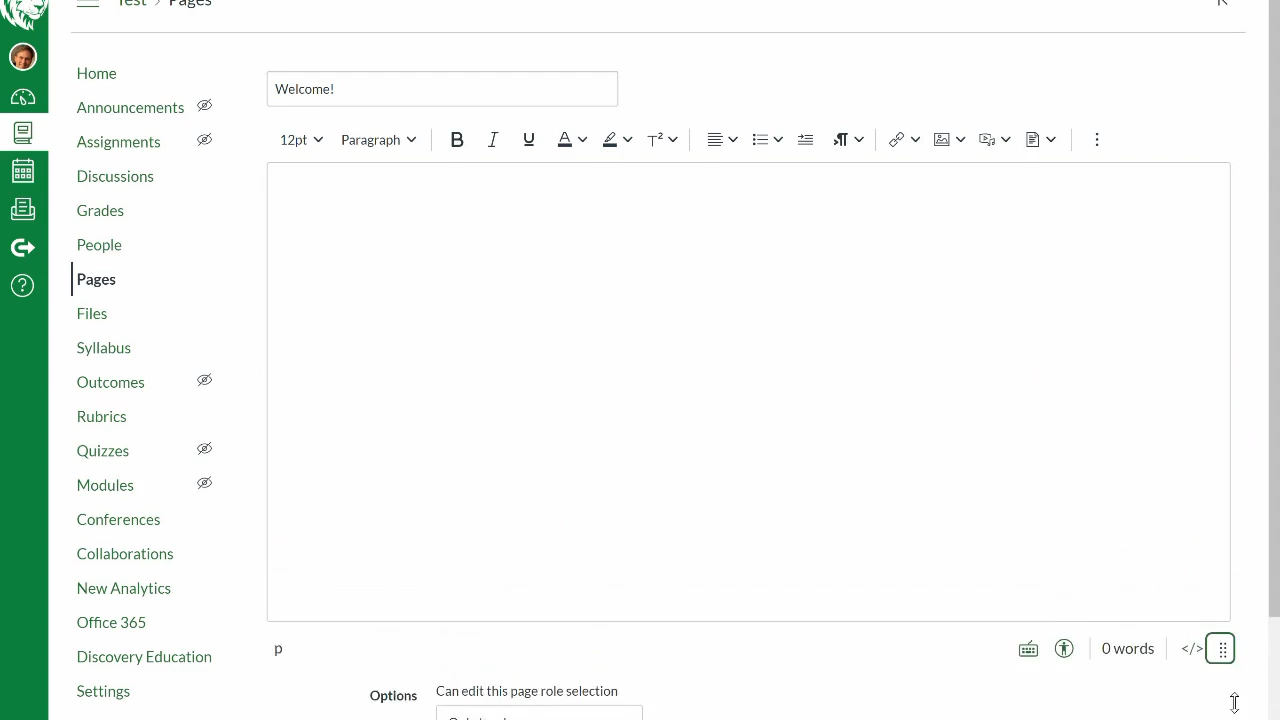 Test > Pages
Home
Announcements
Assignments
Discussions
Grades
People
Pages
Files
Syllabus
Outcomes
Rubrics
Quizzes
Modules
Conferences
Collaborations
New Analytics
Office 365
Discovery Education
Settings
Welcome!
12pt Paragraph B I U A T²
p
0 words </>
Options Can edit this page role selection